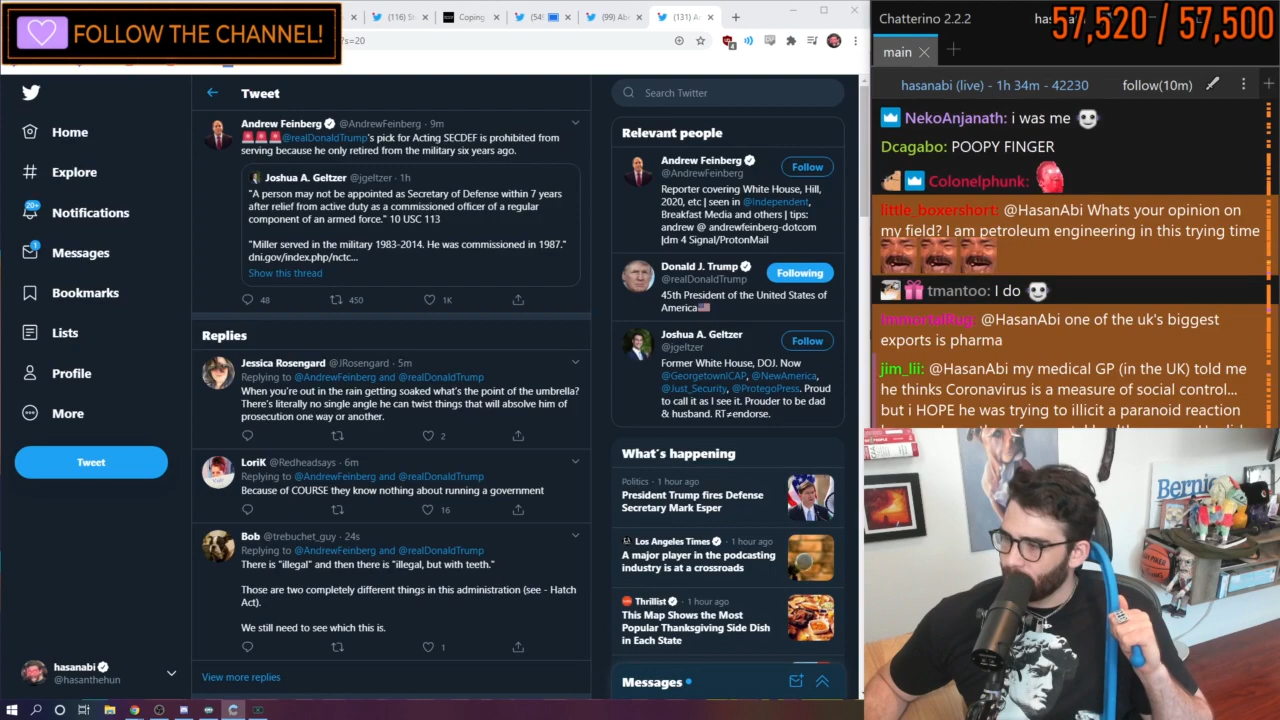 FOLLOW THE CHANNEL!
(116) S
Coping
(54
(99) Ab
(131) A
s=20
Home
Explore
20+
Notifications
1
Messages
Bookmarks
Lists
Profile
More
Tweet
hasanabi
@hasanthehun
Tweet
Andrew Feinberg @AndrewFeinberg · 9m
@realDonaldTrump's pick for Acting SECDEF is prohibited from
serving because he only retired from the military six years ago.
Joshua A. Geltzer @jgeltzer · 1h
"A person may not be appointed as Secretary of Defense within 7 years
after relief from active duty as a commissioned officer of a regular
component of an armed force." 10 USC 113
"Miller served in the military 1983-2014. He was commissioned in 1987."
dni.gov/index.php/nctc...
Show this thread
48 450 1K
Replies
Jessica Rosengard @JRosengard · 5m
Replying to @AndrewFeinberg and @realDonaldTrump
When you're out in the rain getting soaked what's the point of the umbrella?
There's literally no single angle he can twist things that will absolve him of
prosecution one way or another.
2
LoriK @Redheadsays · 6m
Replying to @AndrewFeinberg and @realDonaldTrump
Because of COURSE they know nothing about running a government
16
Bob @trebuchet_guy · 24s
Replying to @AndrewFeinberg and @realDonaldTrump
There is "illegal" and then there is "illegal, but with teeth."
Those are two completely different things in this administration (see - Hatch
Act).
We still need to see which this is.
1
View more replies
Search Twitter
Relevant people
Andrew Feinberg
@AndrewFeinberg
Follow
Reporter covering White House, Hill,
2020, etc | seen in @Independent,
Breakfast Media and others | tips:
andrew @ andrewfeinberg-dotcom
|dm 4 Signal/ProtonMail
Donald J. Trump
@realDonaldTrump
Following
45th President of the United States of
America
Joshua A. Geltzer
@jgeltzer
Follow
Former White House, DOJ. Now
@GeorgetownICAP, @NewAmerica,
@Just_Security, @ProtegoPress. Proud
to call it as I see it. Prouder to be dad
& husband. RT≠endorse.
What's happening
Politics · 1 hour ago
President Trump fires Defense
Secretary Mark Esper
Los Angeles Times · 1 hour ago
A major player in the podcasting
industry is at a crossroads
Thrillist · 1 hour ago
This Map Shows the Most
Popular Thanksgiving Side Dish
in Each State
Messages
Chatterino 2.2.2
57,520 / 57,500
main
hasanabi (live) - 1h 34m - 42230
follow(10m)
NekoAnjanath: i was me
Dcagabo: POOPY FINGER
Colonelphunk:
little_boxershort: @HasanAbi Whats your opinion on
my field? I am petroleum engineering in this trying time
tmantoo: I do
ImmortalRug: @HasanAbi one of the uk's biggest
exports is pharma
jim_lii: @HasanAbi my medical GP (in the UK) told me
he thinks Coronavirus is a measure of social control...
but i HOPE he was trying to illicit a paranoid reaction
Bernie